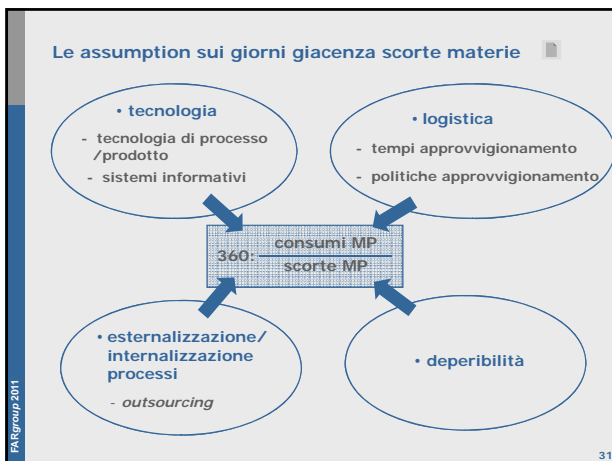 Le assumption sui giorni giacenza scorte materie
• tecnologia
- tecnologia di processo
/prodotto
- sistemi informativi
• logistica
- tempi approvvigionamento
- politiche approvvigionamento
360:
consumi MP
scorte MP
• esternalizzazione/
internalizzazione
processi
- outsourcing
• deperibilità
FARgroup 2011
31